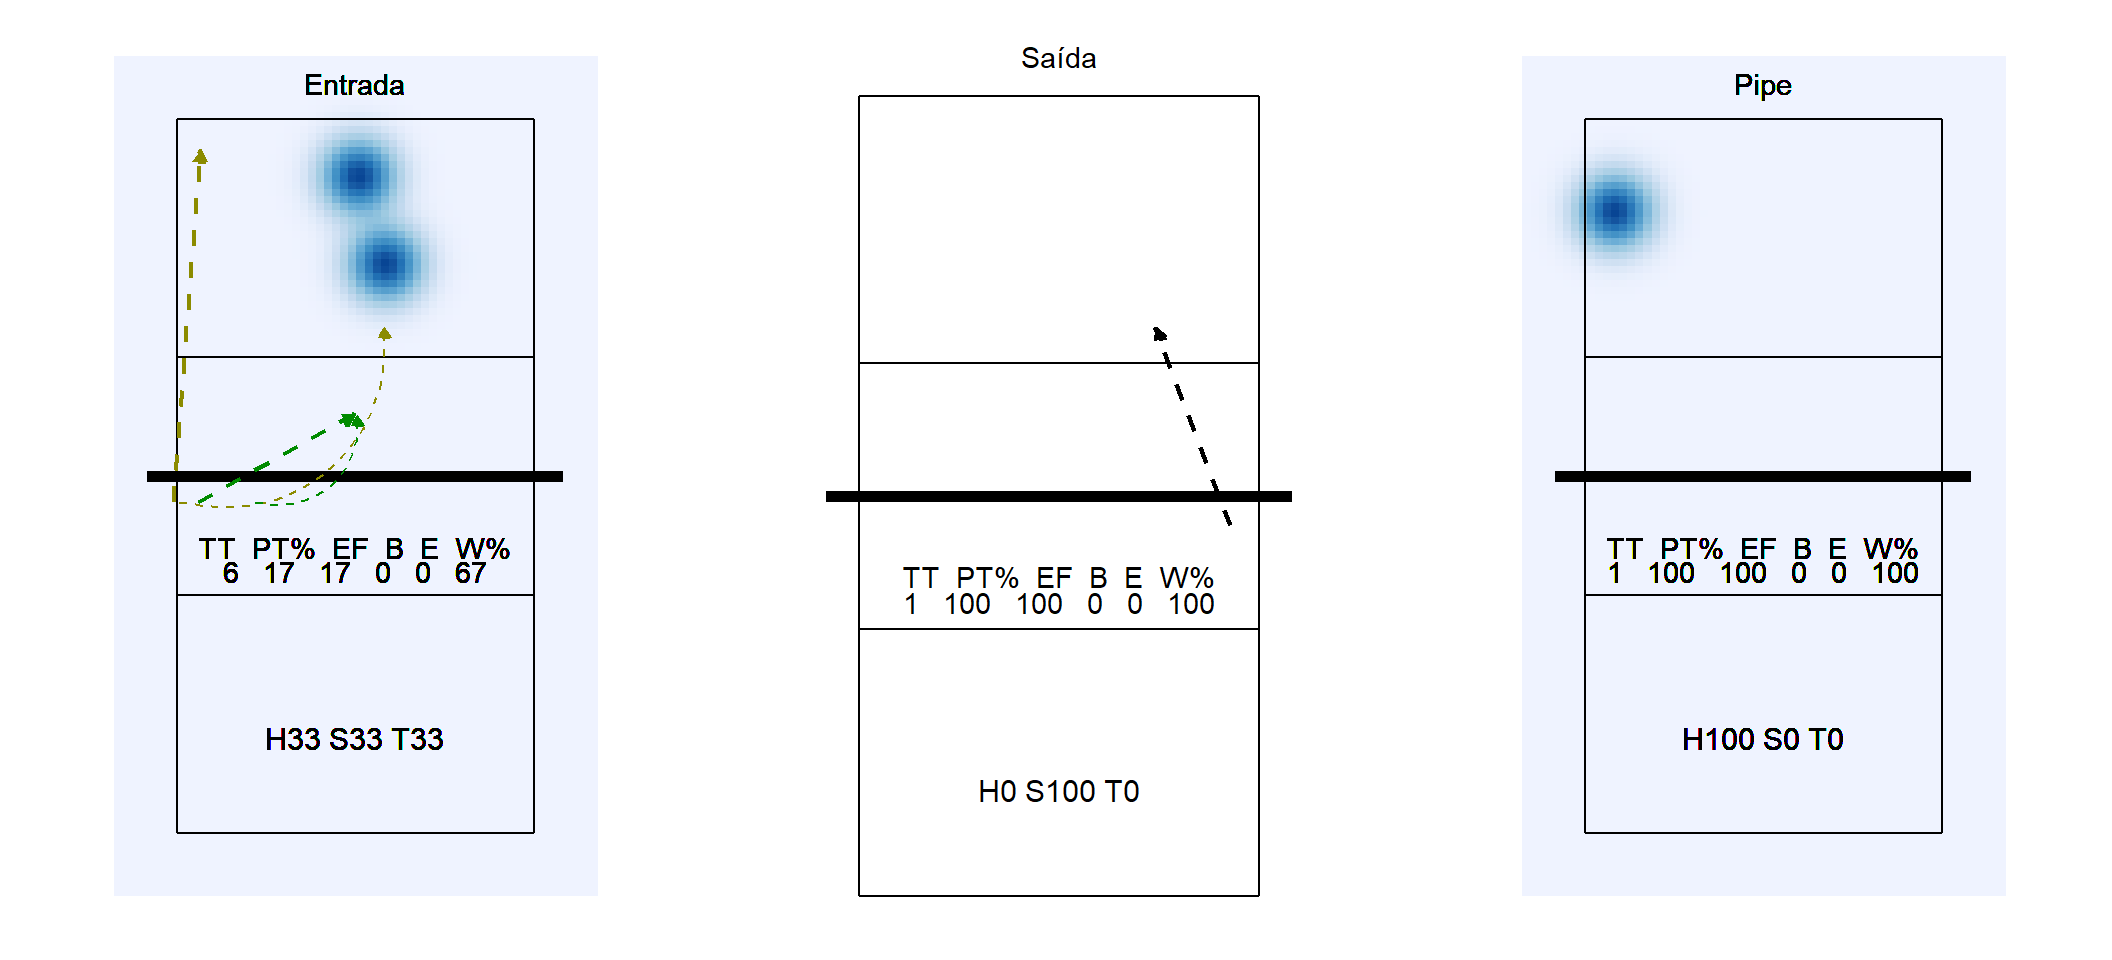 Entrada
TT PT% EF B E W%
6 17 17 0 0 67
H33 S33 T33
Saída
TT PT% EF B E W%
1 100 100 0 0 100
H0 S100 T0
Pipe
TT PT% EF B E W%
1 100 100 0 0 100
H100 S0 T0